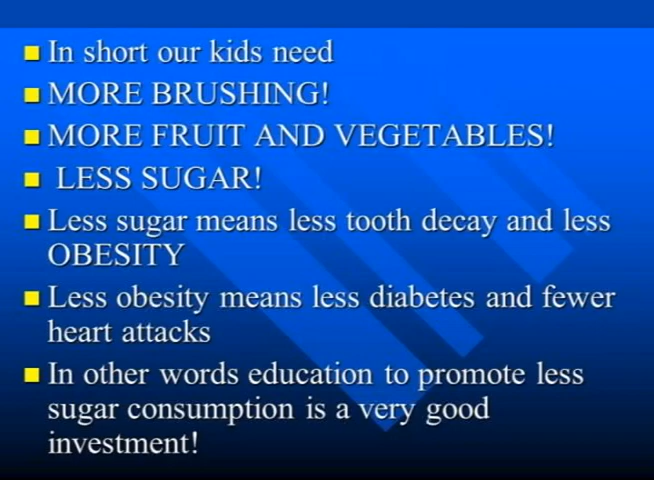 In short our kids need
MORE BRUSHING!
MORE FRUIT AND VEGETABLES!
LESS SUGAR!
Less sugar means less tooth decay and less
OBESITY
Less obesity means less diabetes and fewer
heart attacks
In other words education to promote less
sugar consumption is a very good
investment!